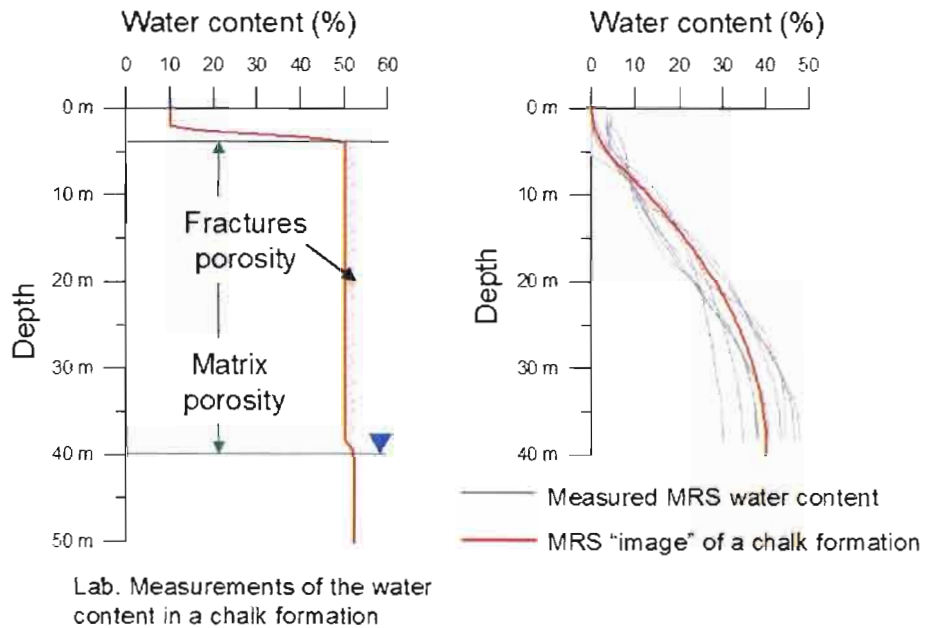 Water content (%)
0 10 20 30 40 50 60
0 m
10 m
20 m
30 m
40 m
50 m
Depth
Fractures
porosity
Matrix
porosity
Lab. Measurements of the water
content in a chalk formation
Water content (%)
0 10 20 30 40 50
0 m
10 m
20 m
30 m
40 m
Depth
Measured MRS water content
MRS "image" of a chalk formation